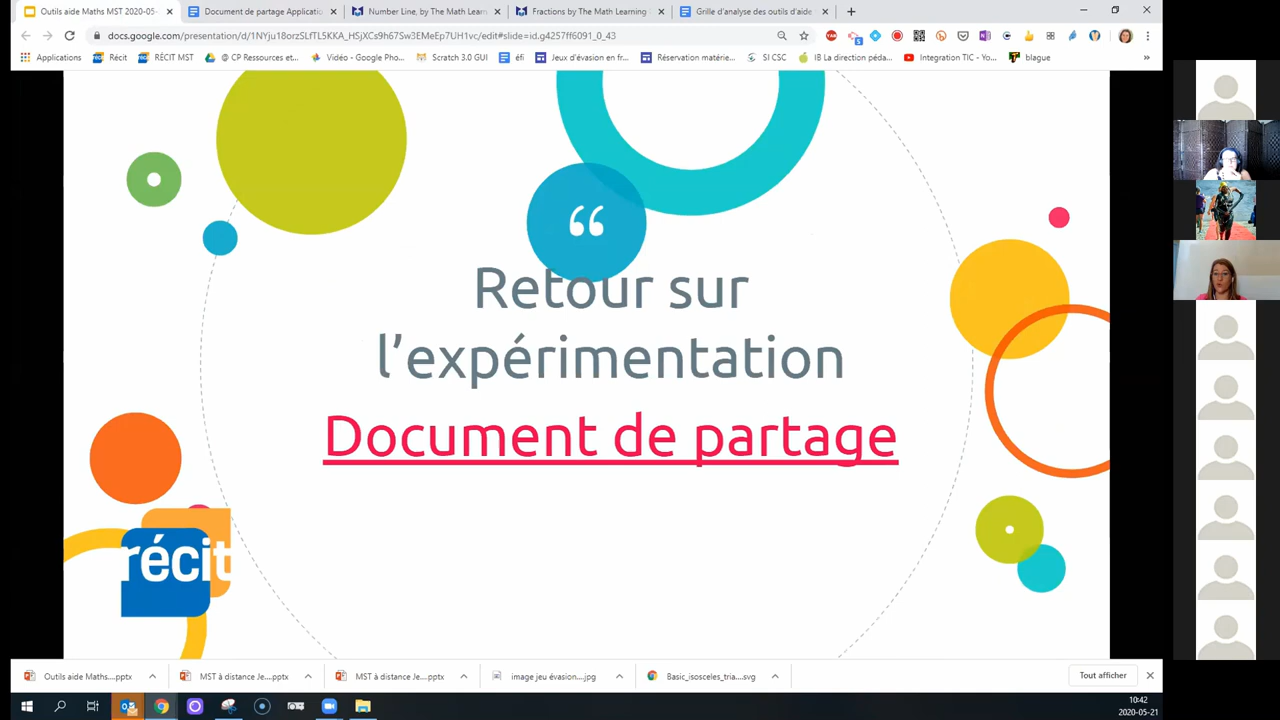 Outils aide Maths MST 2020-05-
Document de partage Applicatio
Number Line, by The Math Learn
Fractions by The Math Learning
Grille d'analyse des outils d'aide
docs.google.com/presentation/d/1NYju18orzSLfTL5KKA_HSjXCs9h67Sw3EMeEp7UH1vc/edit#slide=id.g4257ff6091_0_43
Applications
Récit
RÉCIT MST
@ CP Ressources et...
Vidéo - Google Pho...
Scratch 3.0 GUI
éfi
Jeux d'évasion en fr...
Réservation matérie...
SI CSC
IB La direction péda...
Integration TIC - Yo...
blague
“
Retour sur
l’expérimentation
Document de partage
récit
Outils aide Maths....pptx
MST à distance Je....pptx
MST à distance Je....pptx
image jeu évasion....jpg
Basic_isosceles_tria....svg
Tout afficher
10:42
2020-05-21